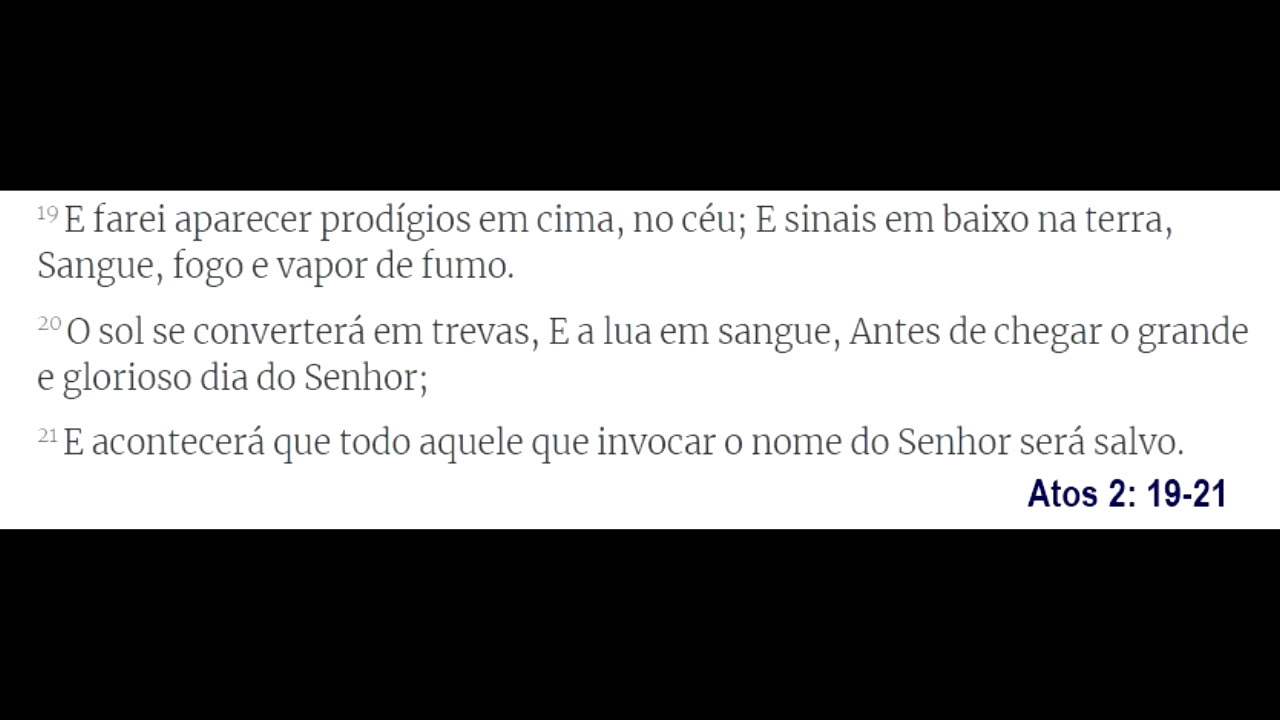 19 E farei aparecer prodígios em cima, no céu; E sinais em baixo na terra,
Sangue, fogo e vapor de fumo.
20 O sol se converterá em trevas, E a lua em sangue, Antes de chegar o grande
e glorioso dia do Senhor;
21 E acontecerá que todo aquele que invocar o nome do Senhor será salvo.
Atos 2: 19-21